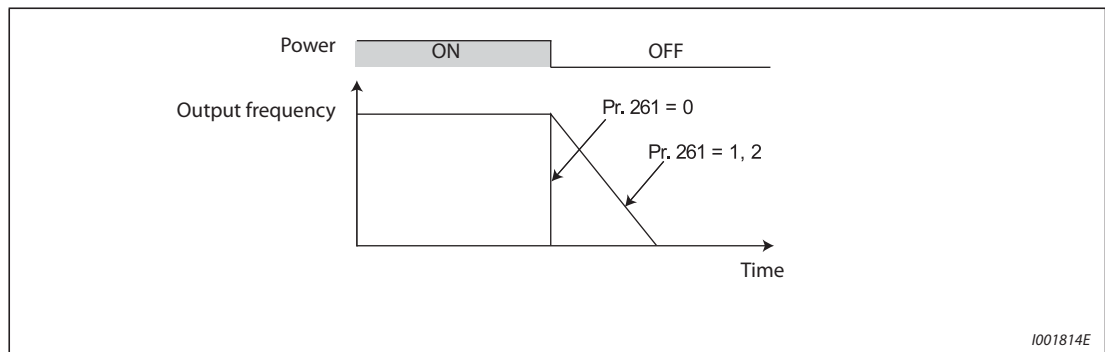 Power
ON
OFF
Output frequency
Pr. 261 = 0
Pr. 261 = 1, 2
Time
I001814E